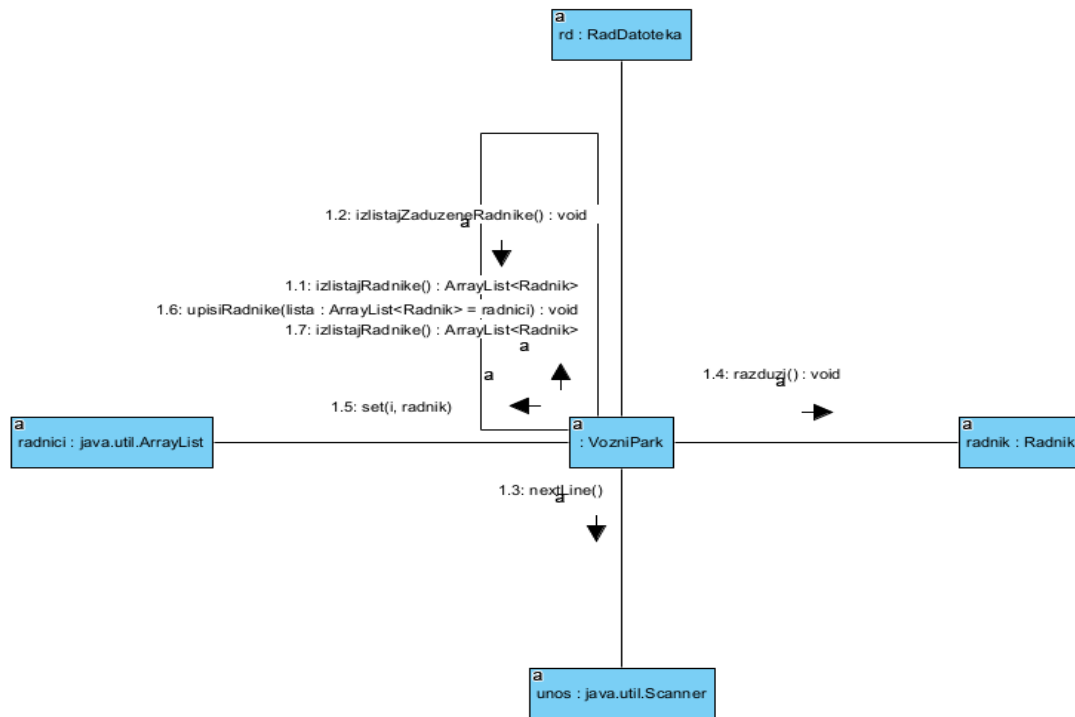 a
rd : RadDatoteka
1.2: izlistajZaduzeneRadnike() : void
a
1.1: izlistajRadnike() : ArrayList<Radnik>
1.6: upisiRadnike(lista : ArrayList<Radnik> = radnici) : void
1.7: izlistajRadnike() : ArrayList<Radnik>
a
a
1.4: razduzi() : void
a
1.5: set(i, radnik)
a
radnici : java.util.ArrayList
a
: VozniPark
a
radnik : Radnik
1.3: nextLine()
a
a
unos : java.util.Scanner